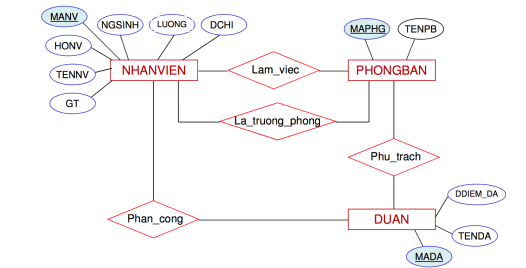 MANV
NGSINH
LUONG
DCHI
HONV
TENNV
GT
NHANVIEN
Lam_viec
MAPHG
TENPB
PHONGBAN
La_truong_phong
Phu_trach
Phan_cong
DUAN
DDIEM_DA
TENDA
MADA